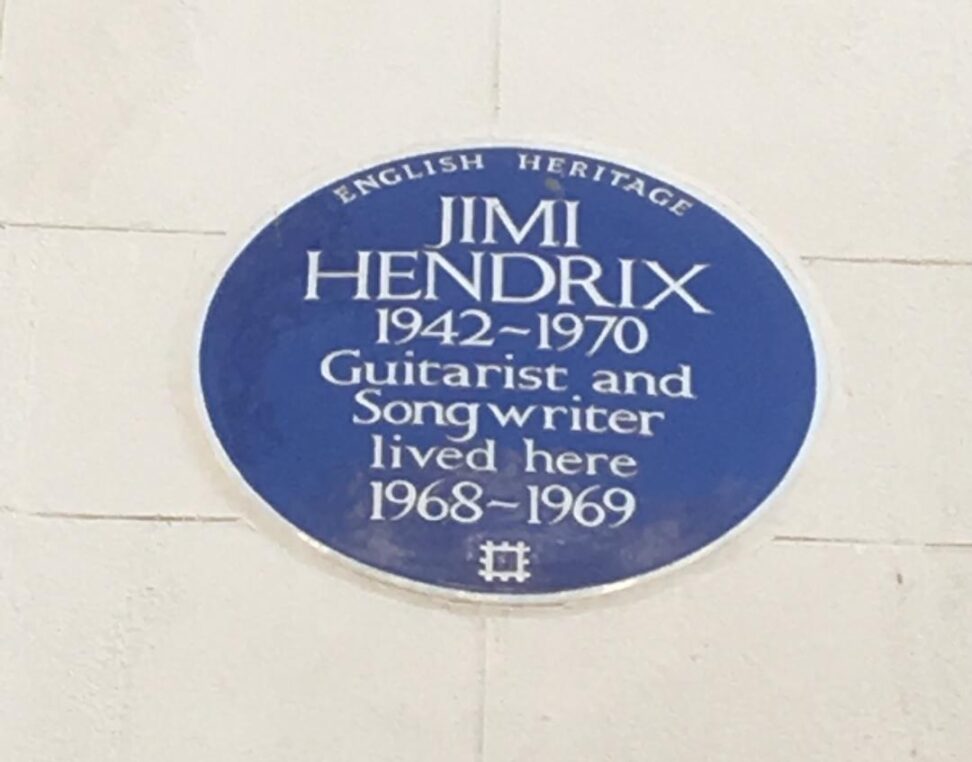 ENGLISH HERITAGE
JIMI
HENDRIX
1942~1970
Guitarist and
Songwriter
lived here
1968~1969